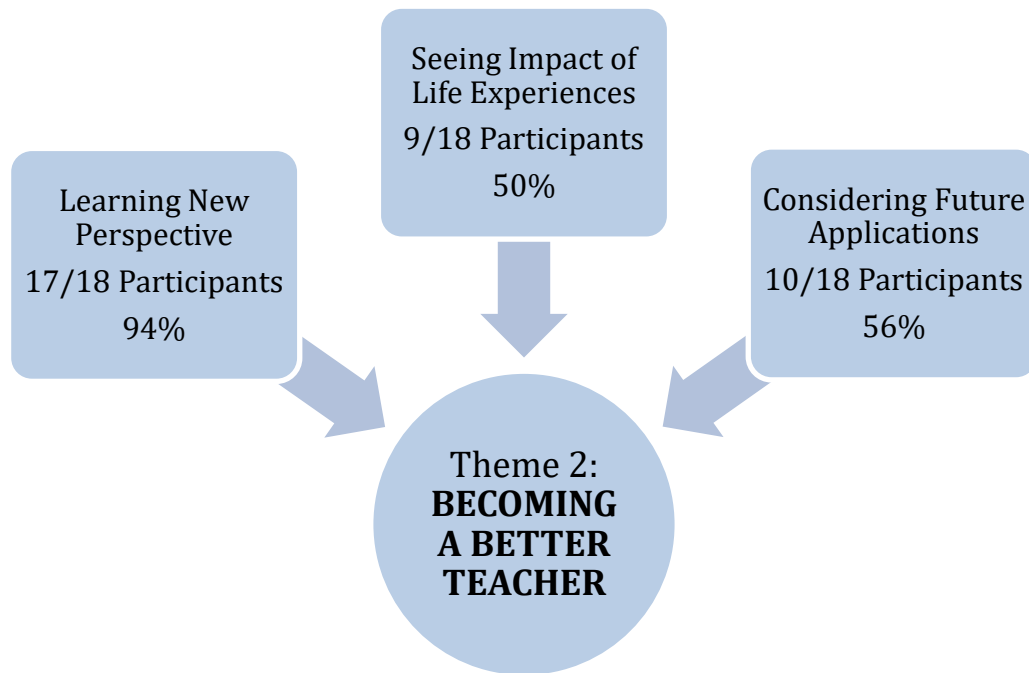 Learning New
Perspective
17/18 Participants
94%
Seeing Impact of
Life Experiences
9/18 Participants
50%
Considering Future
Applications
10/18 Participants
56%
Theme 2:
BECOMING
A BETTER
TEACHER